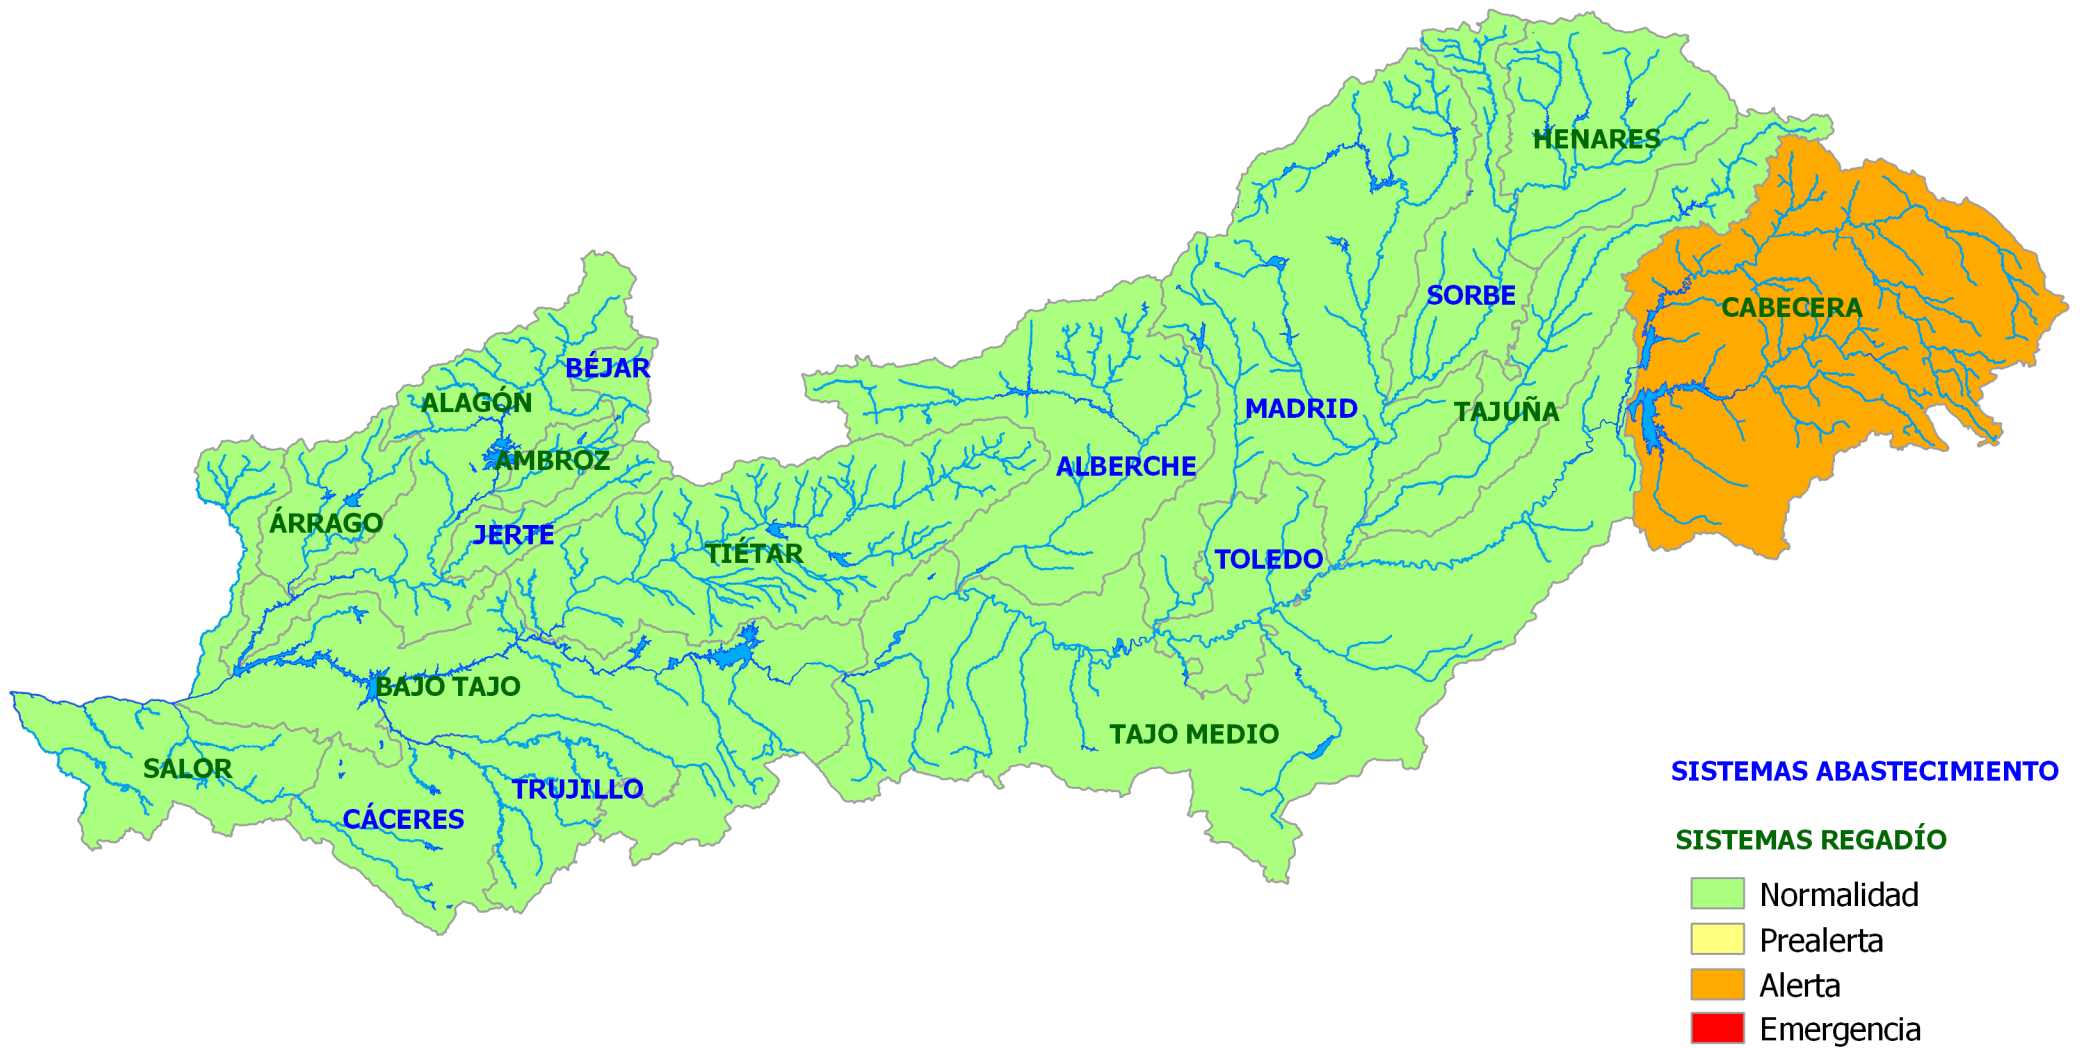 HENARES
SORBE
CABECERA
BÉJAR
ALAGÓN
MADRID
TAJUÑA
AMBROZ
ALBERCHE
ÁRRAGO
JERTE
TIÉTAR
TOLEDO
BAJO TAJO
TAJO MEDIO
SALOR
TRUJILLO
CÁCERES
SISTEMAS ABASTECIMIENTO
SISTEMAS REGADÍO
Normalidad
Prealerta
Alerta
Emergencia